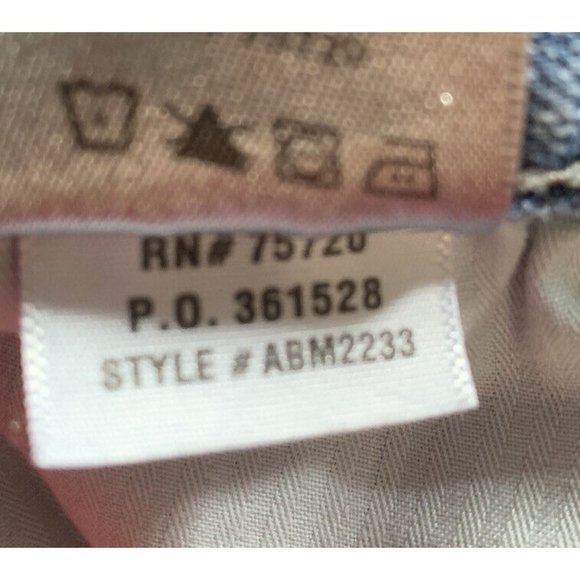 RN# 75720
P.O. 361528
STYLE # ABM2233